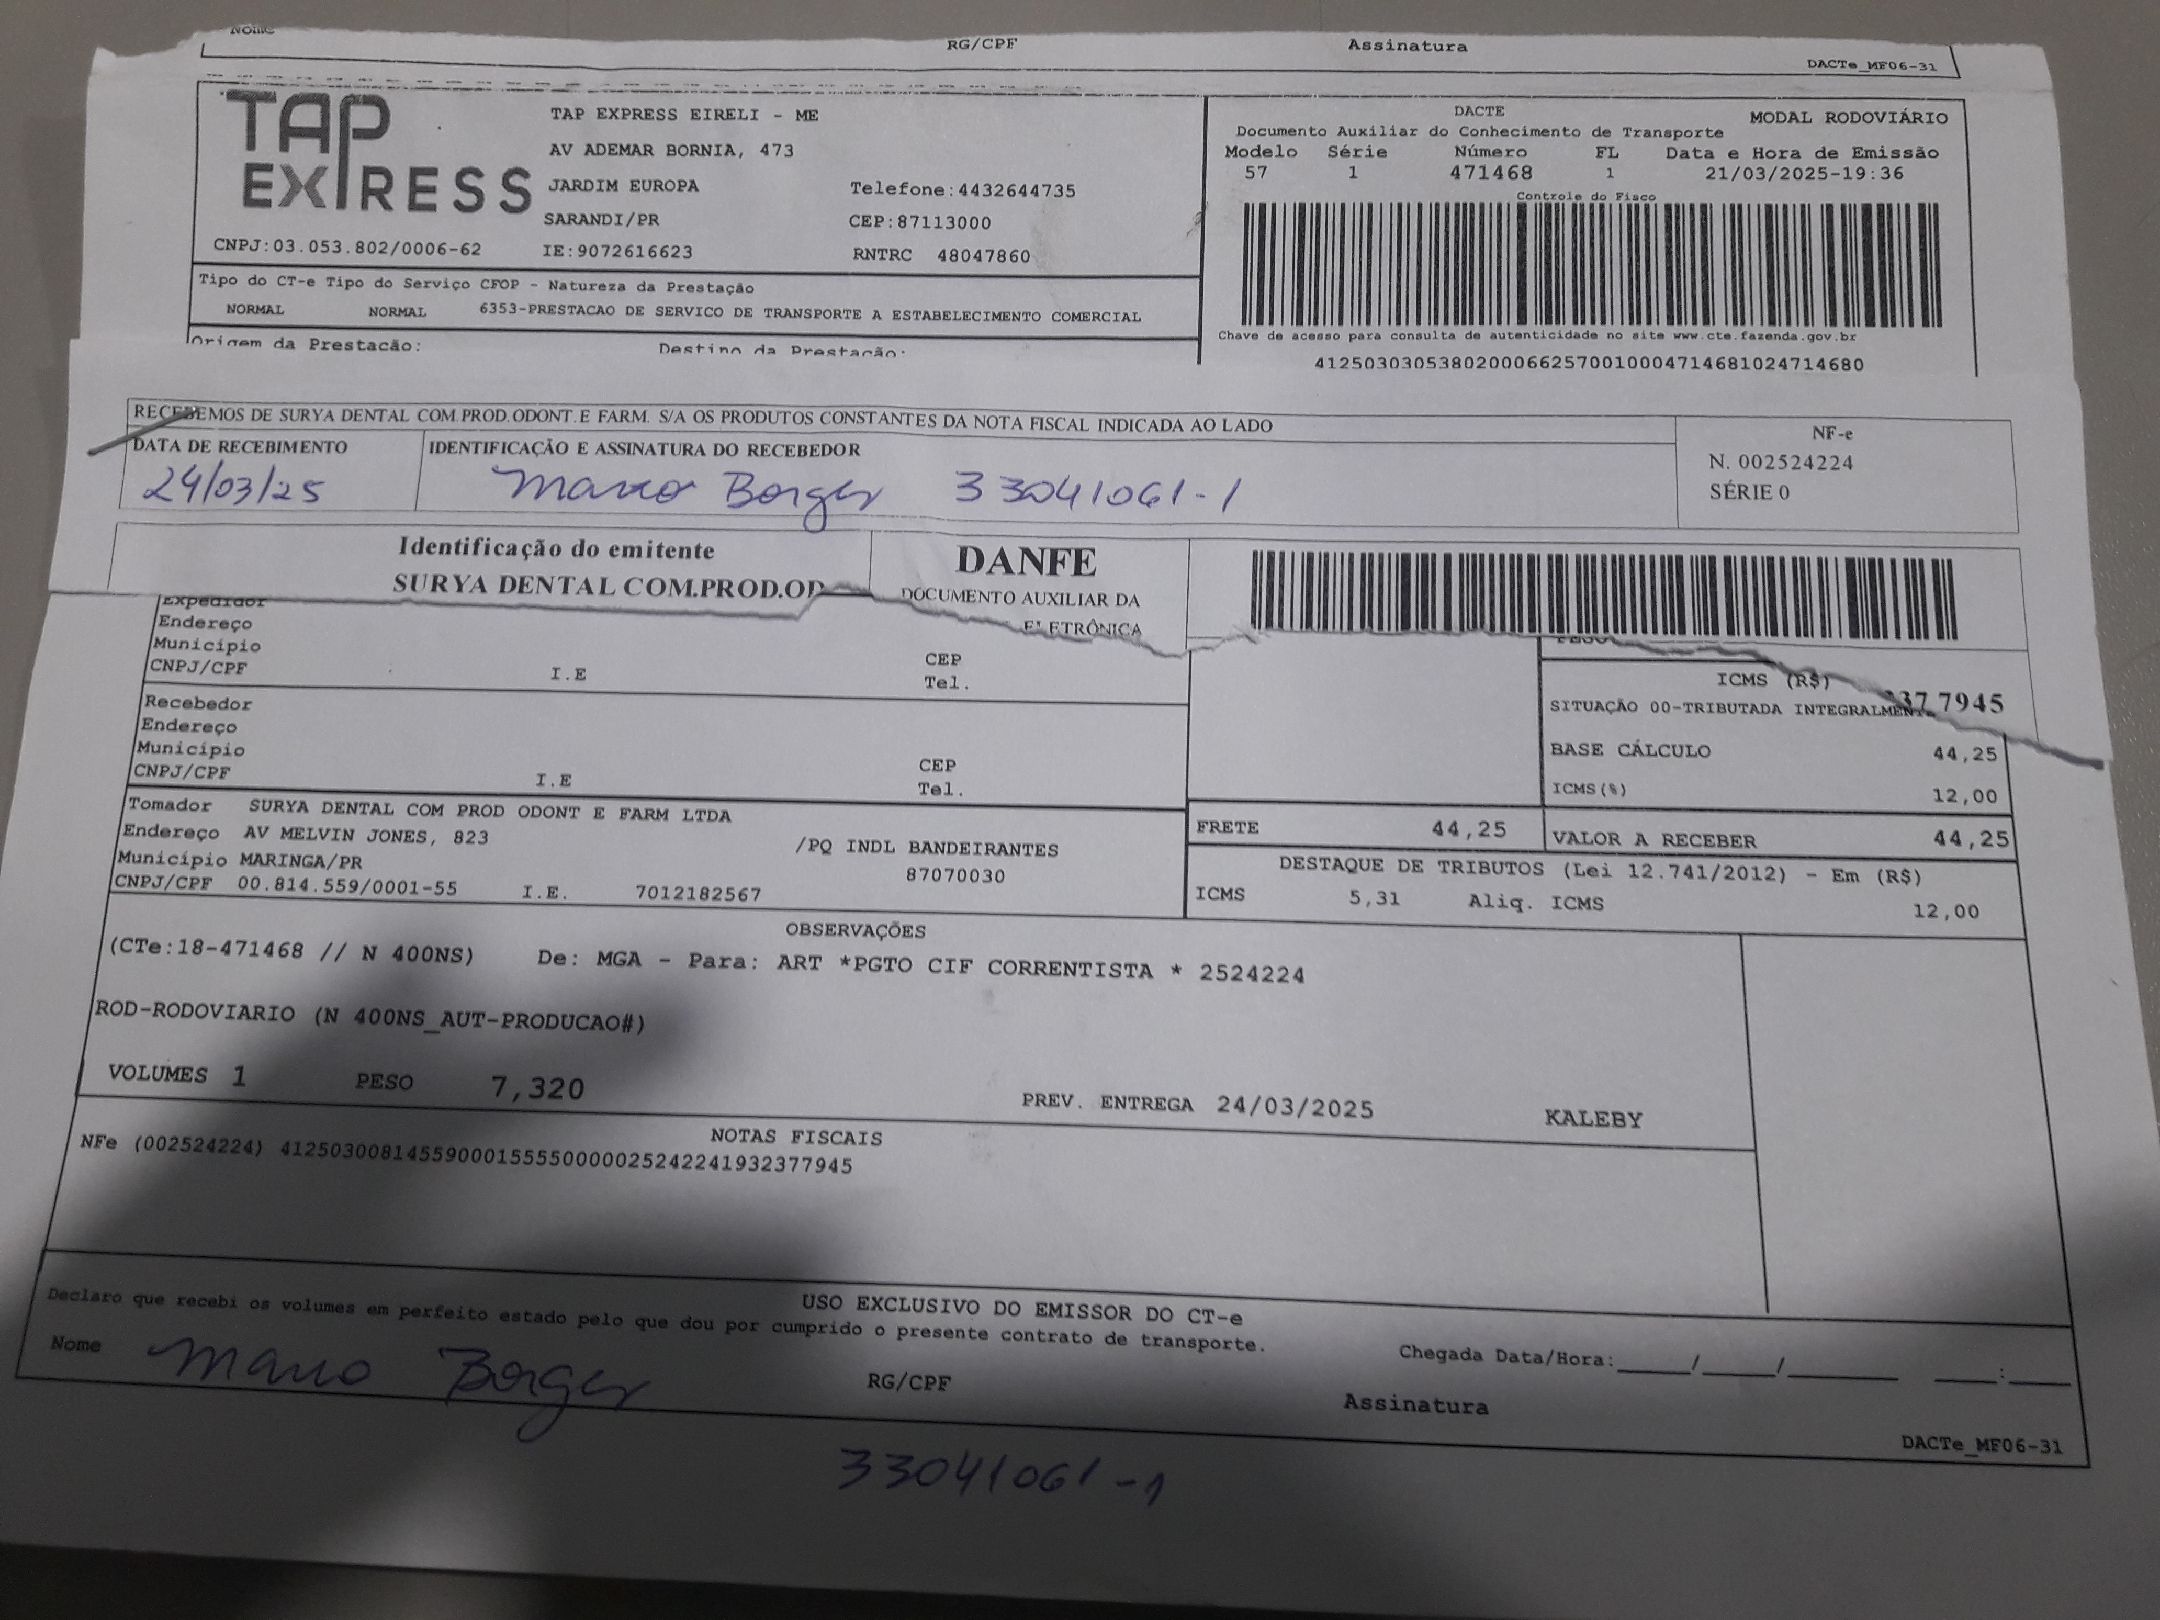 Nome
RG/CPF Assinatura
DACTe_MF06-31
TAP EXPRESS
TAP EXPRESS EIRELI - ME
AV ADEMAR BORNIA, 473
JARDIM EUROPA Telefone:4432644735
SARANDI/PR CEP:87113000
CNPJ:03.053.802/0006-62 IE:9072616623 RNTRC 48047860
DACTE MODAL RODOVIÁRIO
Documento Auxiliar do Conhecimento de Transporte
Modelo Série Número FL Data e Hora de Emissão
57 1 471468 1 21/03/2025-19:36
Controle do Fisco
Chave de acesso para consulta de autenticidade no site www.cte.fazenda.gov.br
41250303053802000662570010004714681024714680
Tipo do CT-e Tipo do Serviço CFOP - Natureza da Prestação
NORMAL NORMAL 6353-PRESTACAO DE SERVICO DE TRANSPORTE A ESTABELECIMENTO COMERCIAL
Origem da Prestação: Destino da Prestação:
RECEBEMOS DE SURYA DENTAL COM.PROD.ODONT.E FARM. S/A OS PRODUTOS CONSTANTES DA NOTA FISCAL INDICADA AO LADO
DATA DE RECEBIMENTO IDENTIFICAÇÃO E ASSINATURA DO RECEBEDOR
24/03/25 Borges 33041061-1
NF-e
N. 002524224
SÉRIE 0
Identificação do emitente
SURYA DENTAL COM.PROD.OD
DANFE
DOCUMENTO AUXILIAR DA
ELETRÔNICA
Expedidor
Endereço
Município CEP
CNPJ/CPF I.E Tel.
Recebedor
Endereço
Município CEP
CNPJ/CPF I.E Tel.
Tomador SURYA DENTAL COM PROD ODONT E FARM LTDA
Endereço AV MELVIN JONES, 823 /PQ INDL BANDEIRANTES
Município MARINGA/PR 87070030
CNPJ/CPF 00.814.559/0001-55 I.E. 7012182567
ICMS (R$)
37 7945
SITUAÇÃO 00-TRIBUTADA INTEGRALMENT
BASE CÁLCULO 44,25
ICMS(%) 12,00
FRETE 44,25 VALOR A RECEBER 44,25
DESTAQUE DE TRIBUTOS (Lei 12.741/2012) - Em (R$)
ICMS 5,31 Aliq. ICMS 12,00
OBSERVAÇÕES
(CTe:18-471468 // N 400NS) De: MGA - Para: ART *PGTO CIF CORRENTISTA * 2524224
ROD-RODOVIARIO (N 400NS_AUT-PRODUCAO#)
VOLUMES 1 PESO 7,320 PREV. ENTREGA 24/03/2025 KALEBY
NOTAS FISCAIS
NFe (002524224) 41250300814559000155550000025242241932377945
USO EXCLUSIVO DO EMISSOR DO CT-e
Declaro que recebi os volumes em perfeito estado pelo que dou por cumprido o presente contrato de transporte.
Nome Borges RG/CPF Assinatura Chegada Data/Hora:_____/_____/_______ ____:____
33041061-1
DACTe_MF06-31